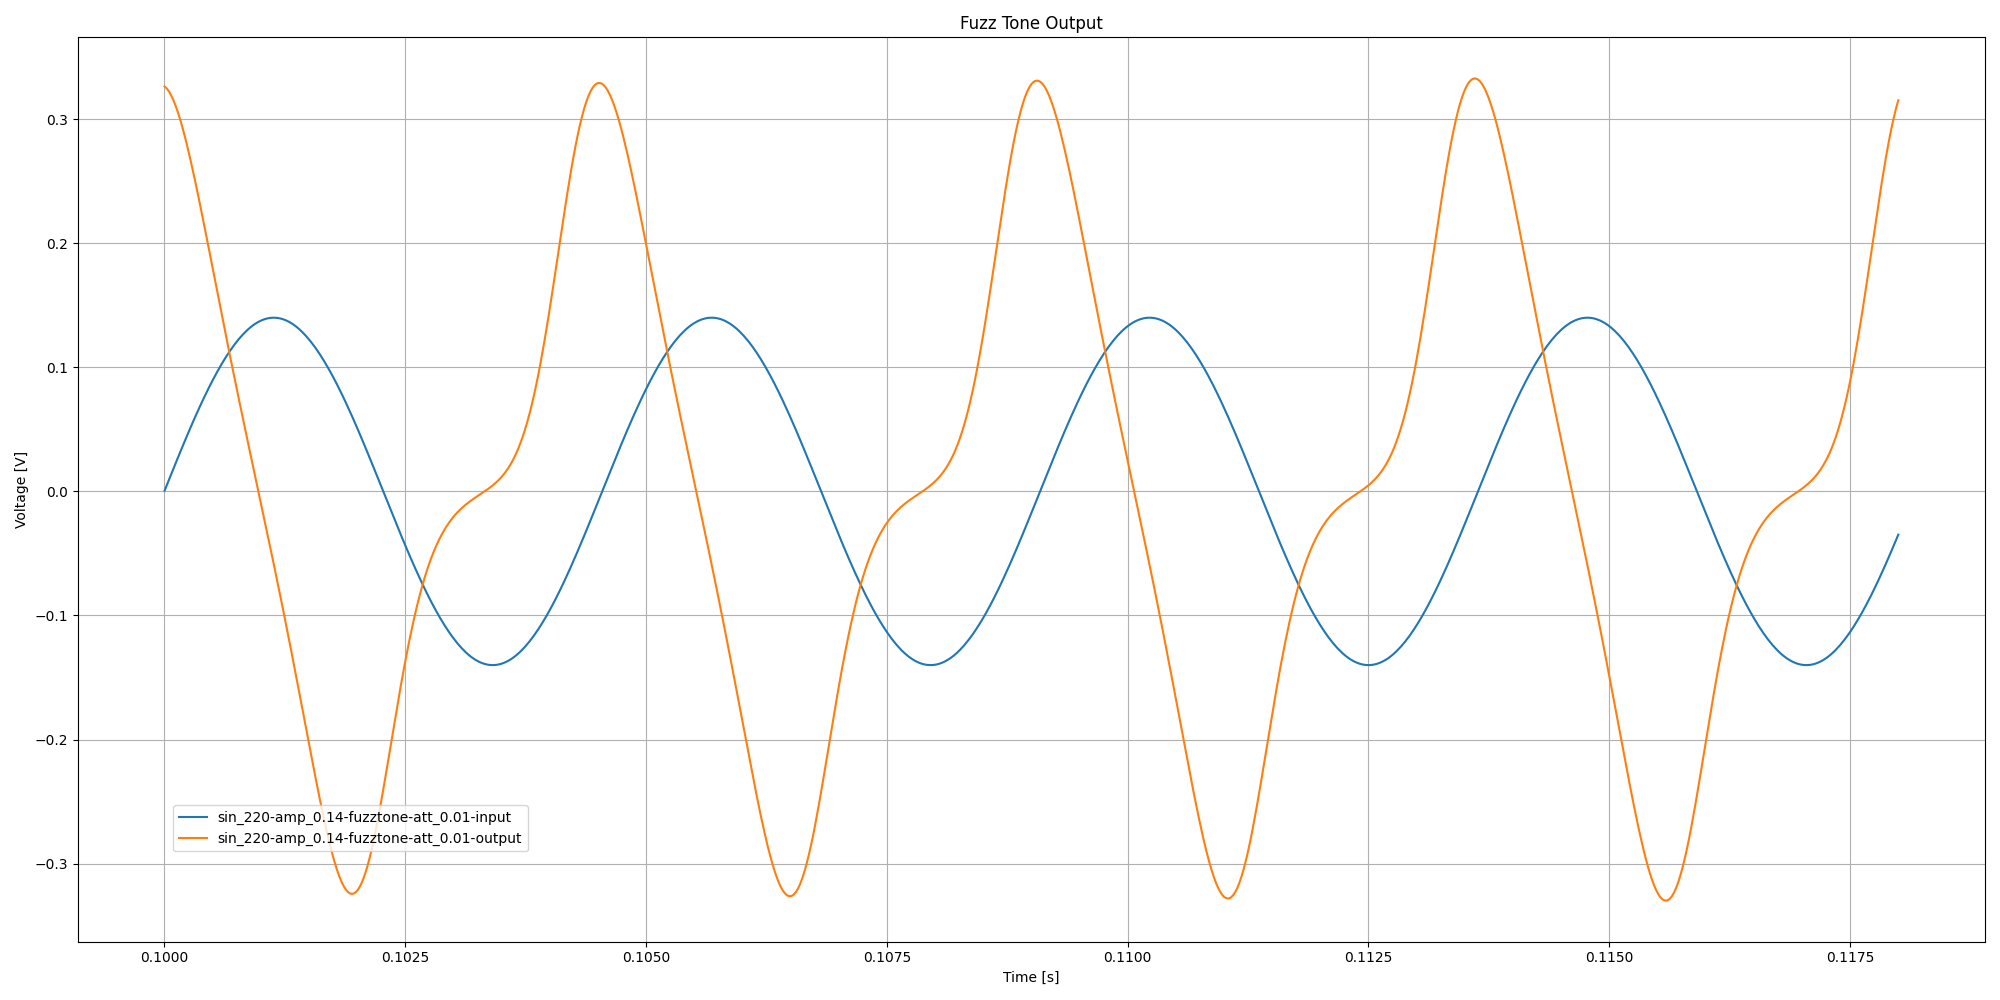 Fuzz Tone Output
0.3
0.2
0.1
0.0
−0.1
−0.2
−0.3
Voltage [V]
sin_220-amp_0.14-fuzztone-att_0.01-input
sin_220-amp_0.14-fuzztone-att_0.01-output
0.1000 0.1025 0.1050 0.1075 0.1100 0.1125 0.1150 0.1175
Time [s]